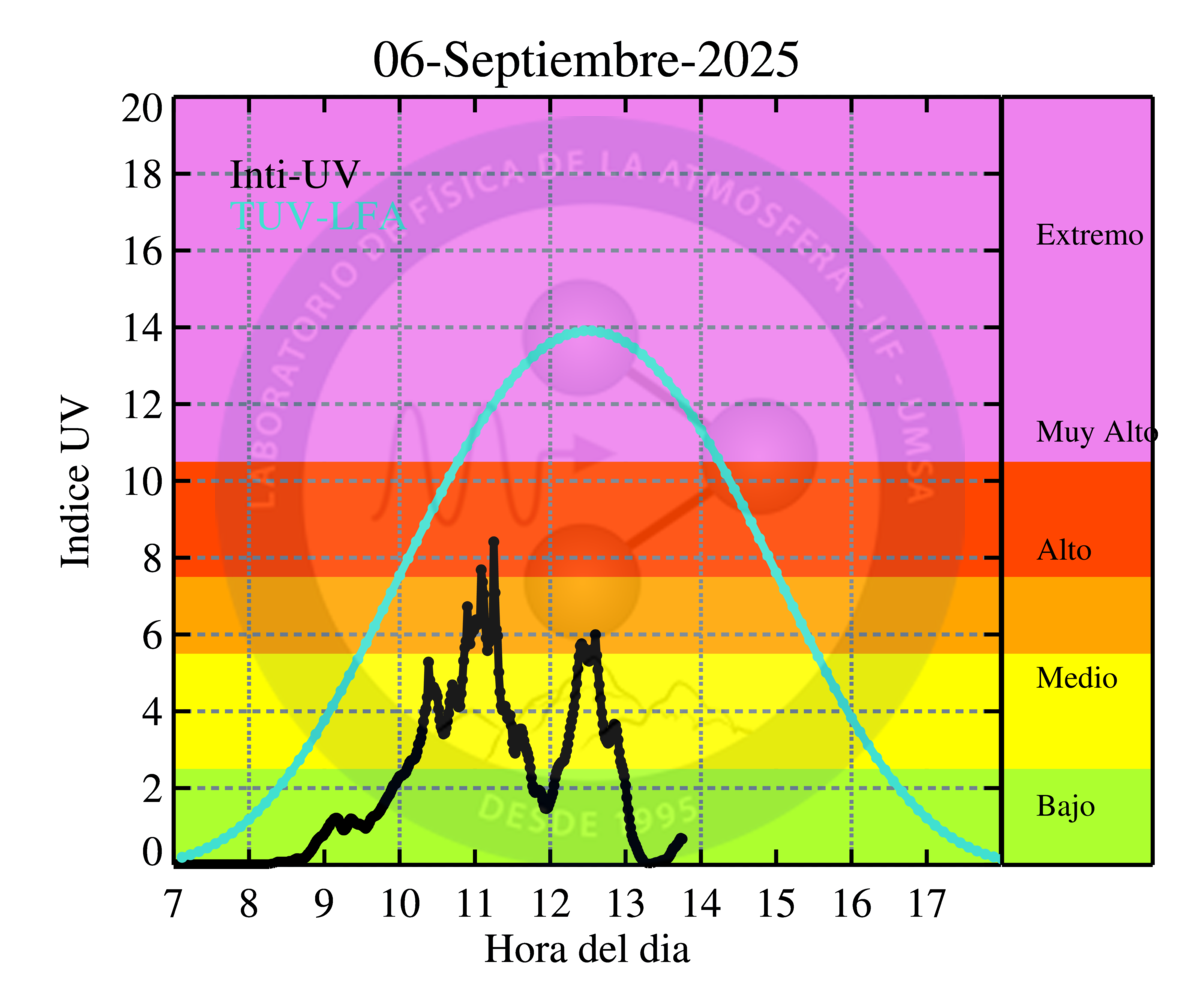 06-Septiembre-2025
Inti-UV
TUV-LFA
LABORATORIO DE FÍSICA DE LA ATMÓSFERA - IIF - UMSA
DESDE 1995
Indice UV
20
18
16
14
12
10
8
6
4
2
0
Extremo
Muy Alto
Alto
Medio
Bajo
7 8 9 10 11 12 13 14 15 16 17
Hora del dia